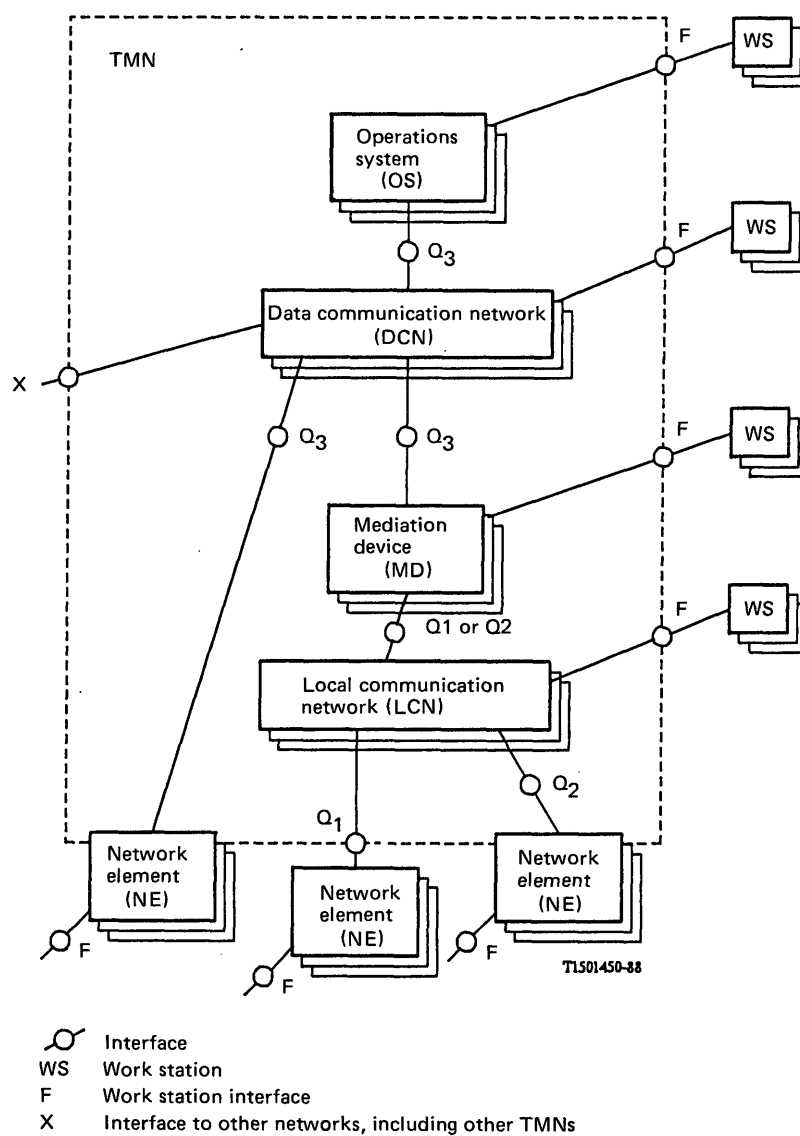 F
WS
TMN
Operations
system
(OS)
Q3
F
WS
Data communication network
(DCN)
X
Q3
Q3
F
WS
Mediation
device
(MD)
Q1 or Q2
F
WS
Local communication
network (LCN)
Q2
Q1
Network
element
(NE)
Network
element
(NE)
Network
element
(NE)
F
F
F
T1501450-88
Interface
WS Work station
F Work station interface
X Interface to other networks, including other TMNs